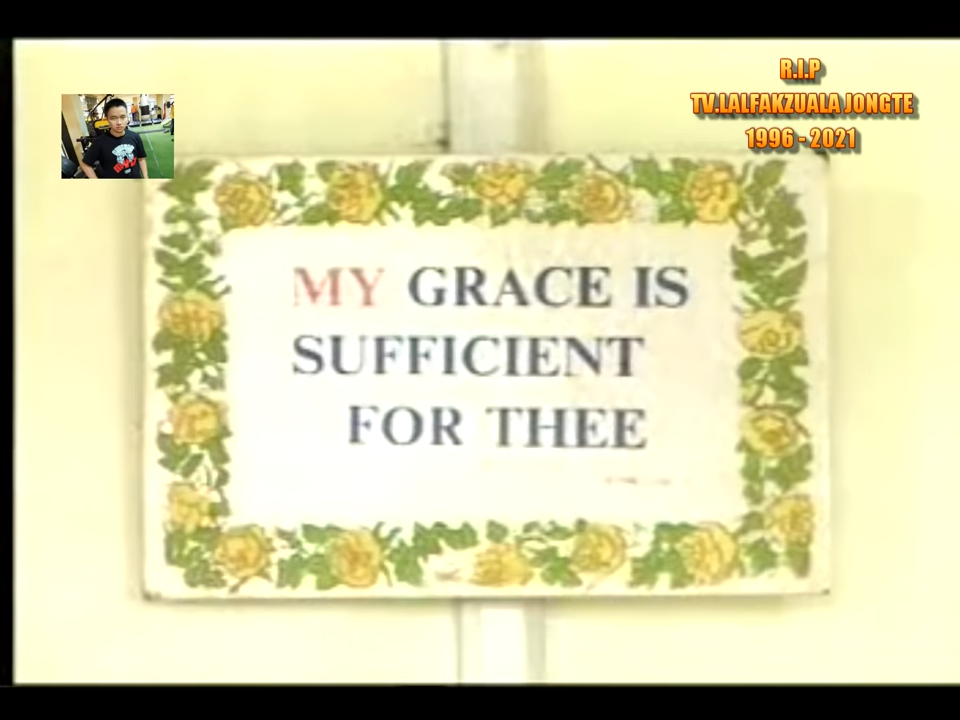 R.I.P
TV.LALFAKZUALA JONGTE
1996 - 2021
MY GRACE IS
SUFFICIENT
FOR THEE